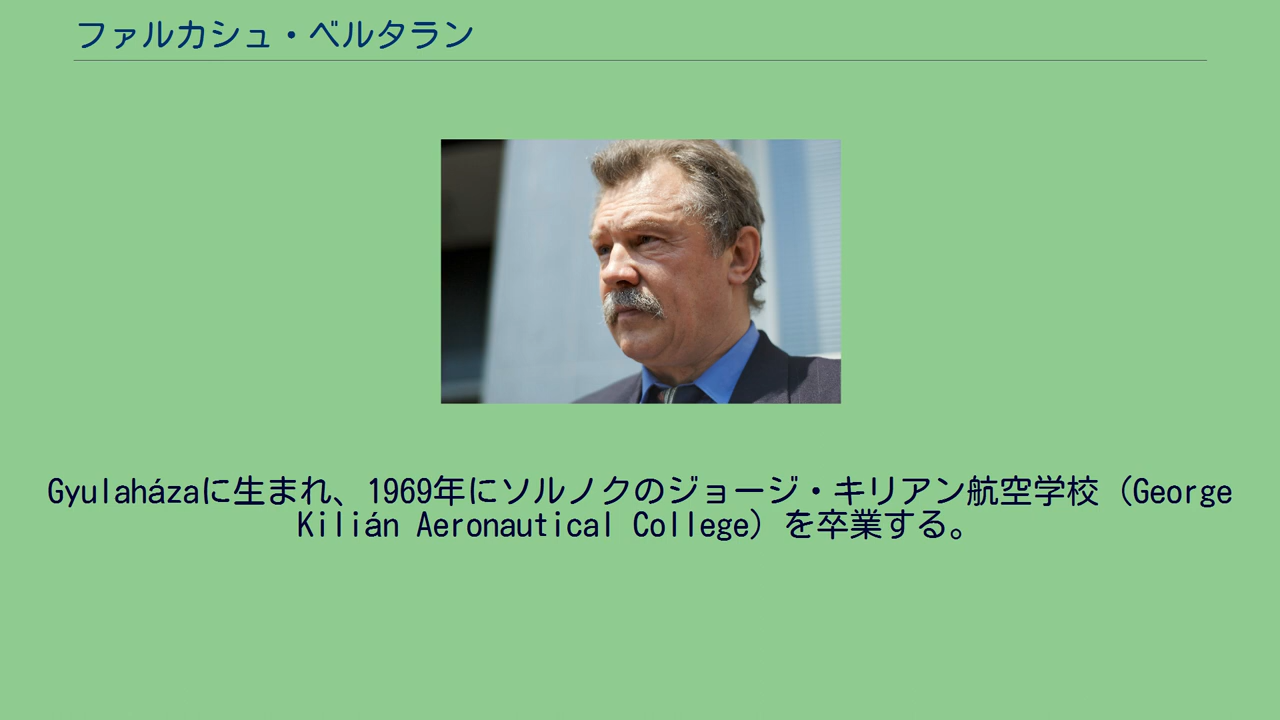 ファルカシュ・ベルタラン
Gyulaházaに生まれ、1969年にソルノクのジョージ・キリアン航空学校（George
Kilián Aeronautical College）を卒業する。